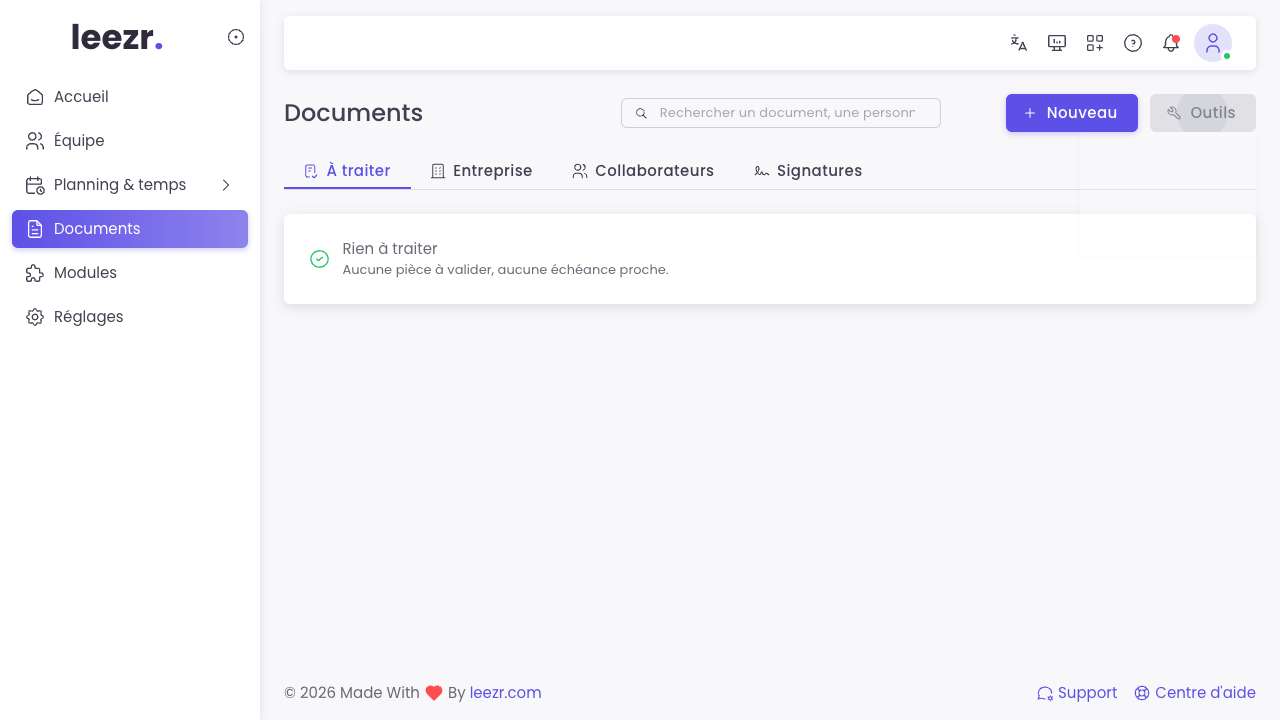 leezr.
Accueil
Équipe
Planning & temps
Documents
Modules
Réglages
Documents
Rechercher un document, une personr
Nouveau
Outils
À traiter
Entreprise
Collaborateurs
Signatures
Rien à traiter
Aucune pièce à valider, aucune échéance proche.
© 2026 Made With By leezr.com
Support
Centre d'aide